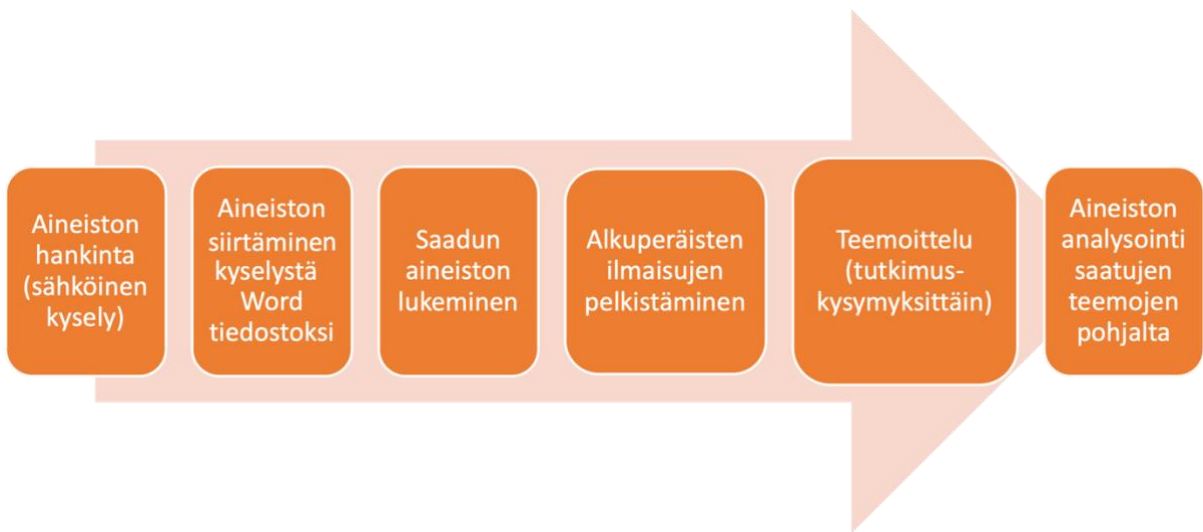 Aineiston
hankinta
(sähköinen
kysely)
Aineiston
siirtäminen
kyselystä
Word
tiedostoksi
Saadun
aineiston
lukeminen
Alkuperäisten
ilmaisujen
pelkistäminen
Teemoittelu
(tutkimus-
kysymyksittäin)
Aineiston
analysointi
saatujen
teemojen
pohjalta